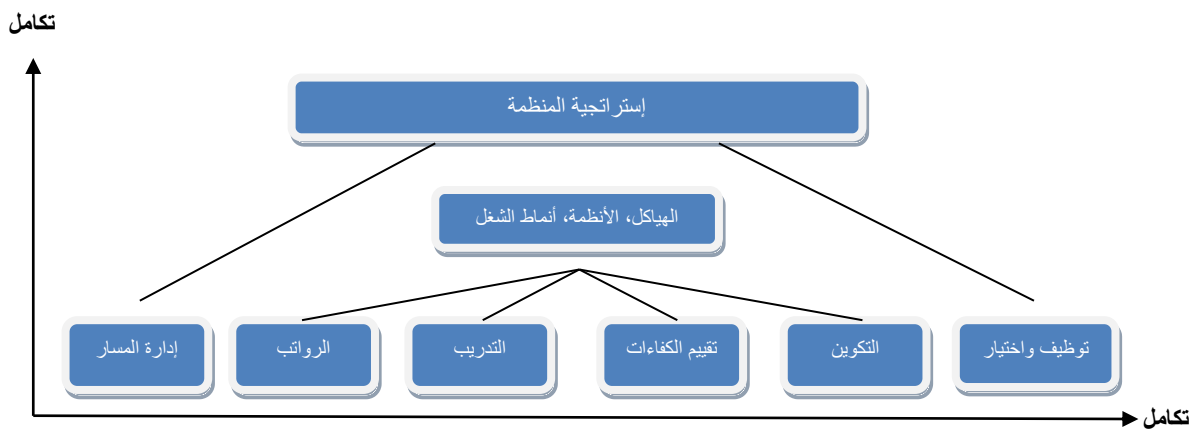 تكامل
إستراتجية المنظمة
الهياكل، الأنظمة، أنماط الشغل
توظيف واختيار
التكوين
تقييم الكفاءات
التدريب
الرواتب
إدارة المسار
تكامل